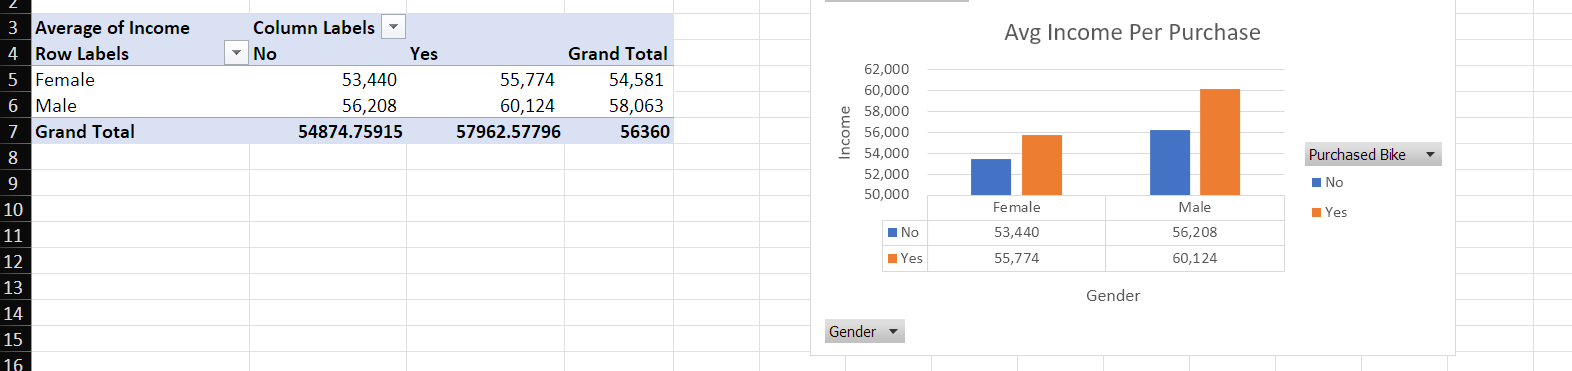 2
3 Average of Income Column Labels
4 Row Labels No Yes Grand Total
5 Female 53,440 55,774 54,581
6 Male 56,208 60,124 58,063
7 Grand Total 54874.75915 57962.57796 56360
8
9
10
11
12
13
14
15
16
Avg Income Per Purchase
62,000
60,000
58,000
56,000
54,000
52,000
50,000
Income
Female Male
No 53,440 56,208
Yes 55,774 60,124
Gender
Purchased Bike
No
Yes
Gender